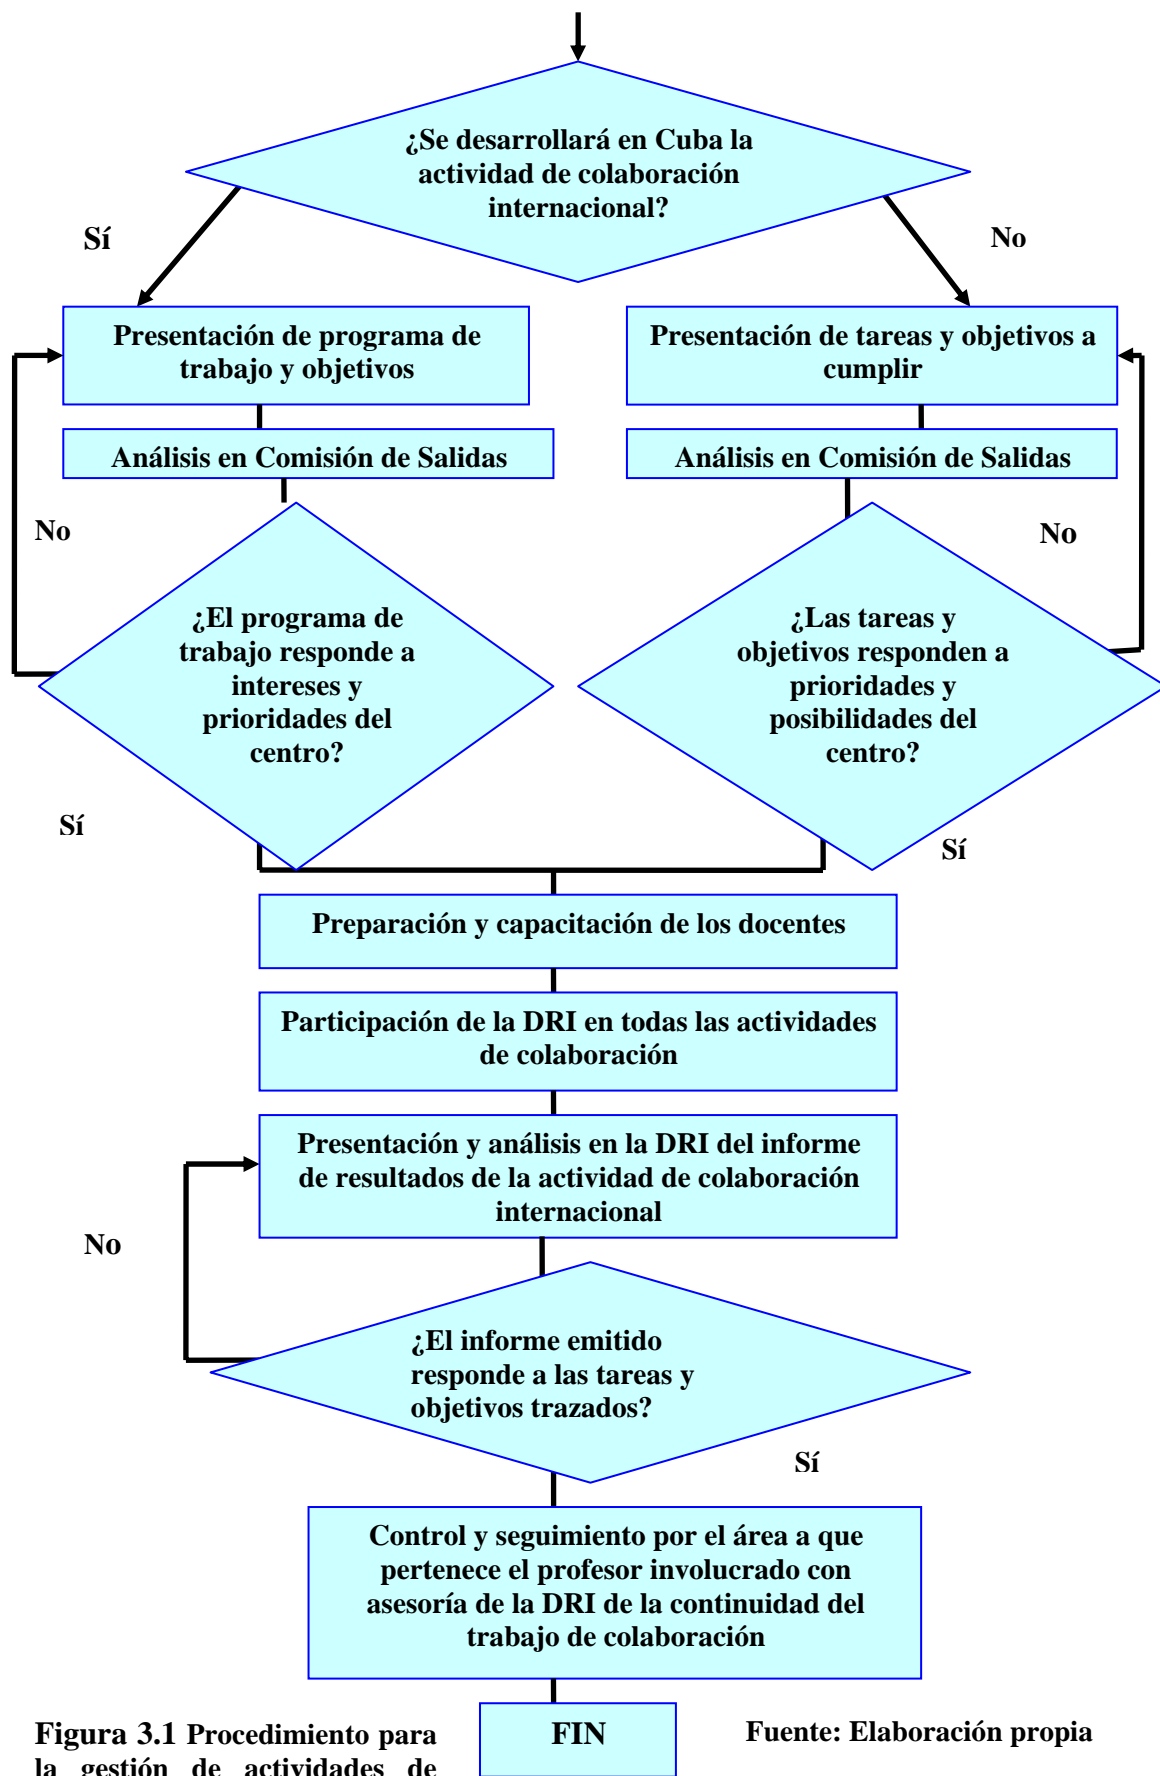 ¿Se desarrollará en Cuba la
actividad de colaboración
internacional?
Sí
No
Presentación de programa de
trabajo y objetivos
Presentación de tareas y objetivos a
cumplir
Análisis en Comisión de Salidas
Análisis en Comisión de Salidas
No
No
¿El programa de
trabajo responde a
intereses y
prioridades del
centro?
¿Las tareas y
objetivos responden a
prioridades y
posibilidades del
centro?
Sí
Sí
Preparación y capacitación de los docentes
Participación de la DRI en todas las actividades
de colaboración
Presentación y análisis en la DRI del informe
de resultados de la actividad de colaboración
internacional
No
¿El informe emitido
responde a las tareas y
objetivos trazados?
Sí
Control y seguimiento por el área a que
pertenece el profesor involucrado con
asesoría de la DRI de la continuidad del
trabajo de colaboración
FIN
Figura 3.1 Procedimiento para
la gestión de actividades de
Fuente: Elaboración propia